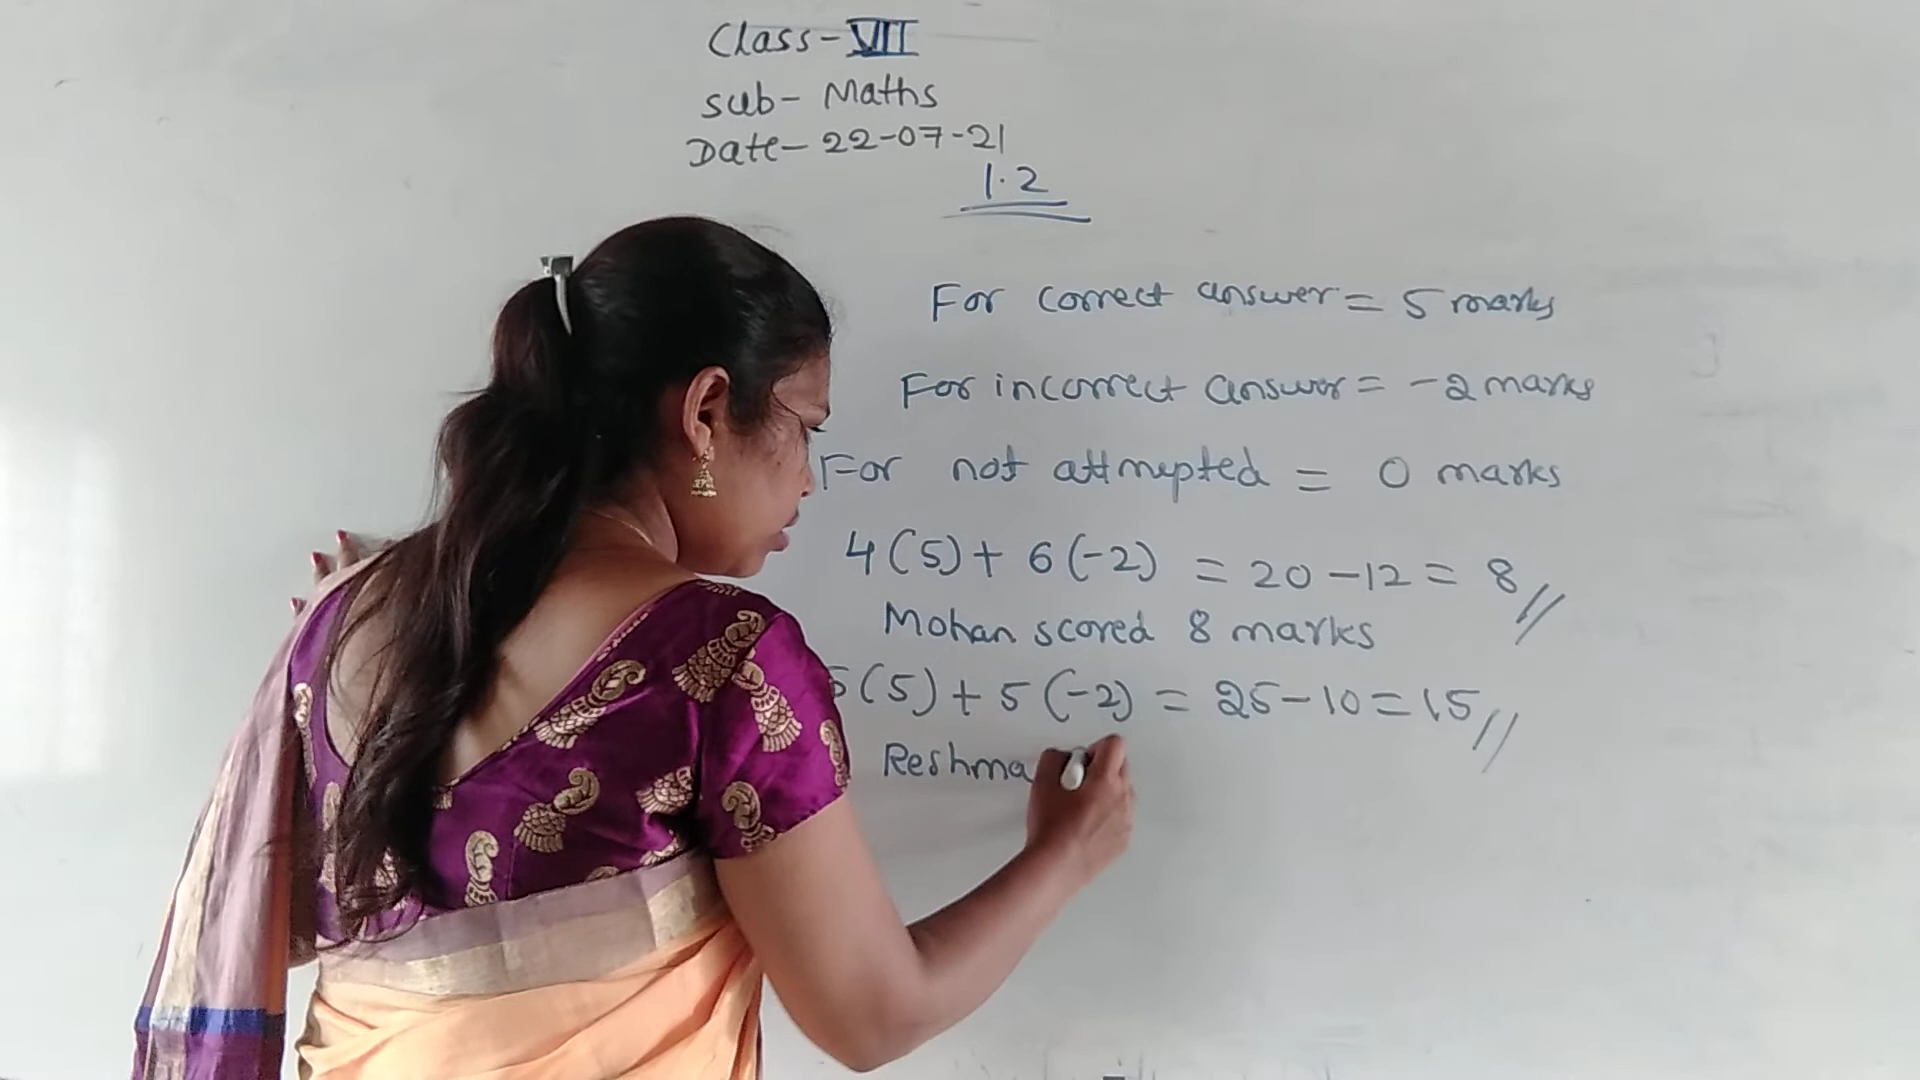 Class - VII
Sub - Maths
Date - 22-07-21
1.2
For correct answer = 5 marks
For incorrect answer = -2 marks
For not attmepted = 0 marks
4(5) + 6(-2) = 20 - 12 = 8 //
Mohan scored 8 marks
5(5) + 5(-2) = 25 - 10 = 15 //
Reshma